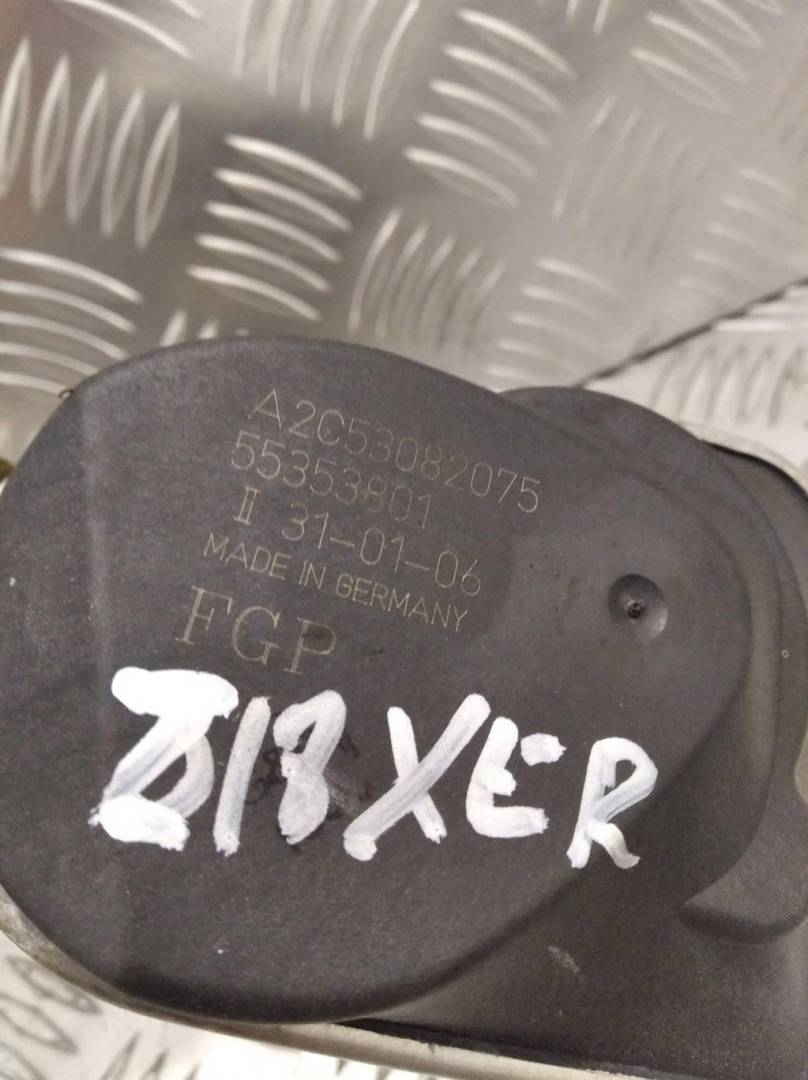 A2C53082075
55353801
II 31-01-06
MADE IN GERMANY
FGP
Z18XER